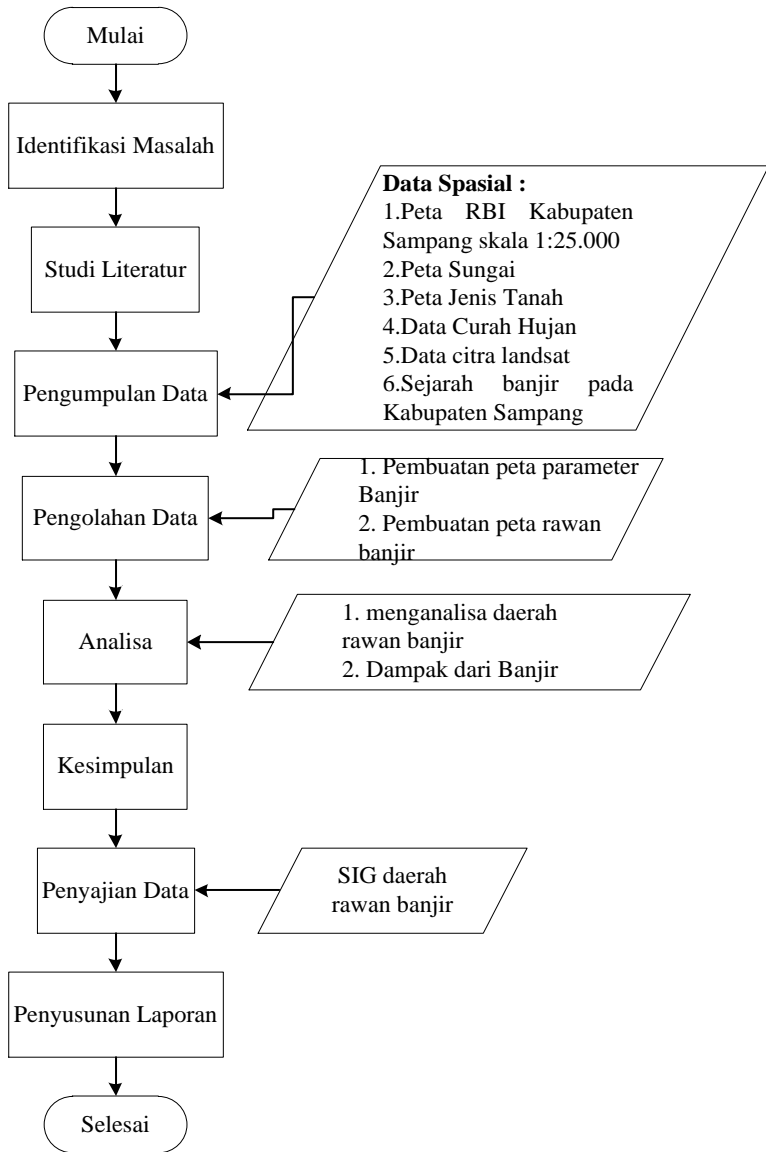 Mulai
Identifikasi Masalah
Studi Literatur
Data Spasial :
1.Peta RBI Kabupaten
Sampang skala 1:25.000
2.Peta Sungai
3.Peta Jenis Tanah
4.Data Curah Hujan
5.Data citra landsat
6.Sejarah banjir pada
Kabupaten Sampang
Pengumpulan Data
1. Pembuatan peta parameter
Banjir
2. Pembuatan peta rawan
banjir
Pengolahan Data
1. menganalisa daerah
rawan banjir
2. Dampak dari Banjir
Analisa
Kesimpulan
Penyajian Data
SIG daerah
rawan banjir
Penyusunan Laporan
Selesai